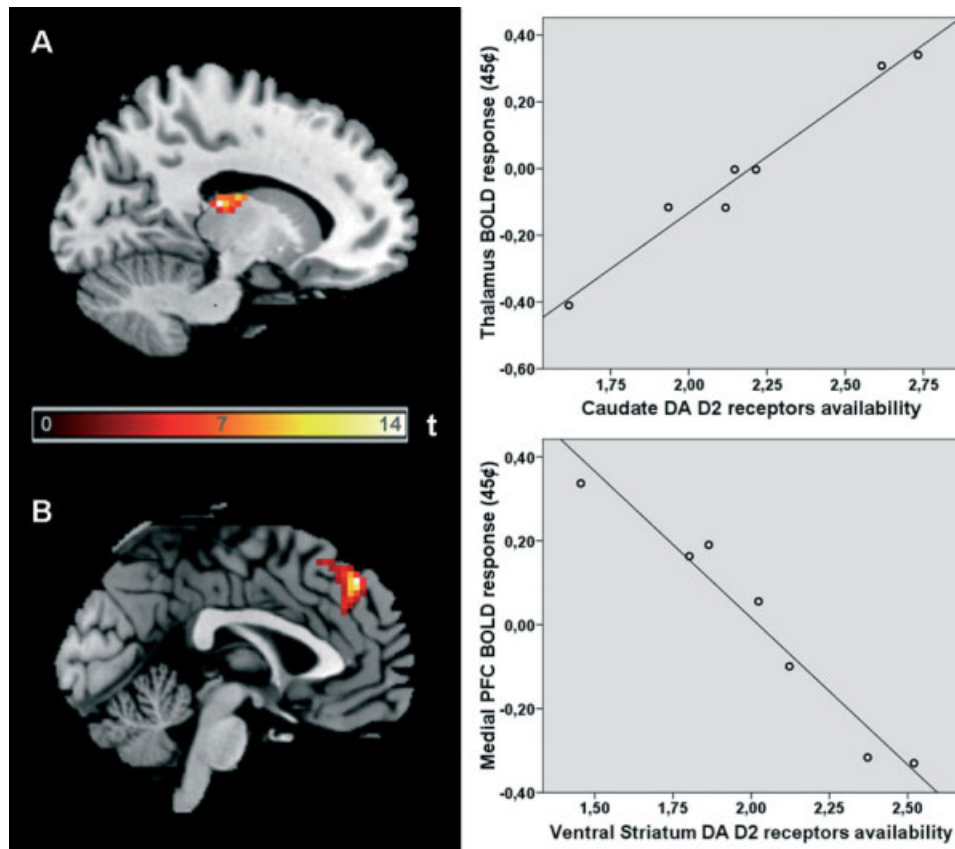 A
0 7 14 t
B
Thalamus BOLD response (45¢)
0,40
0,20
0,00
-0,20
-0,40
-0,60
1,75 2,00 2,25 2,50 2,75
Caudate DA D2 receptors availability
Medial PFC BOLD response (45¢)
0,40
0,20
0,00
-0,20
-0,40
1,50 1,75 2,00 2,25 2,50
Ventral Striatum DA D2 receptors availability